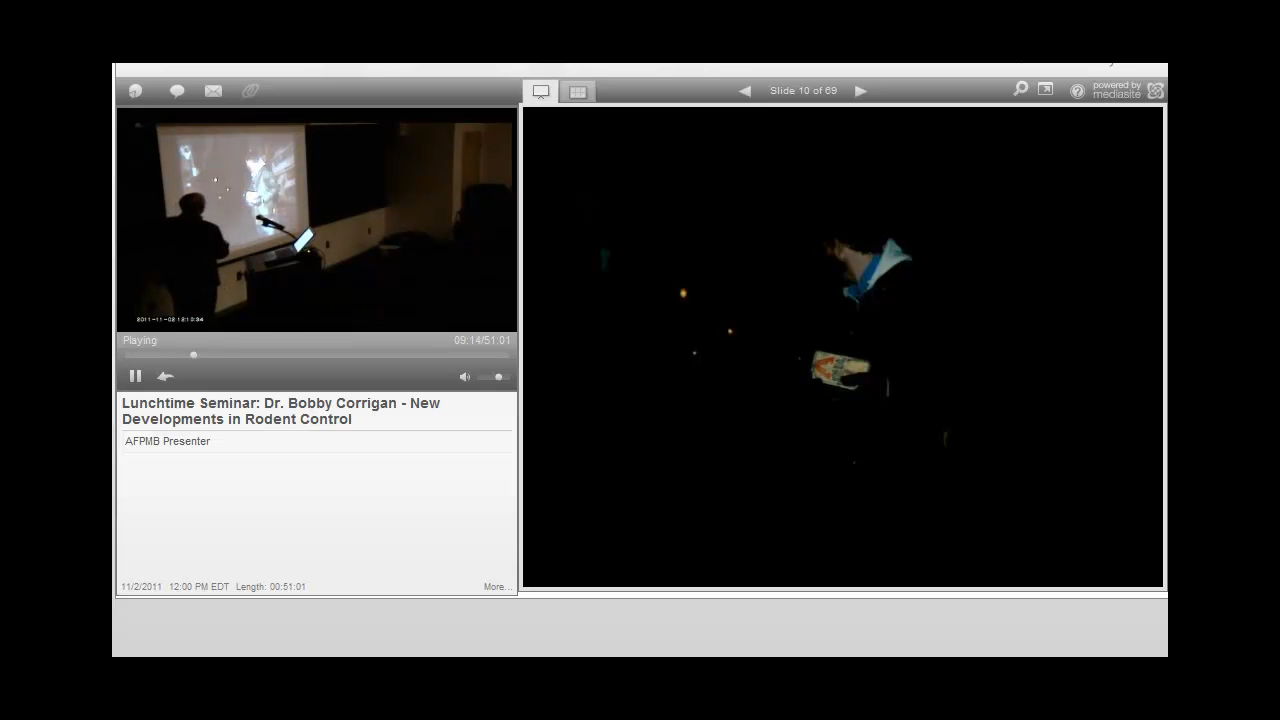 Slide 10 of 69
powered by
mediasite
2011-11-02 12:10:34
Playing
09:14/51:01
Lunchtime Seminar: Dr. Bobby Corrigan - New
Developments in Rodent Control
AFPMB Presenter
11/2/2011 12:00 PM EDT Length: 00:51:01
More...